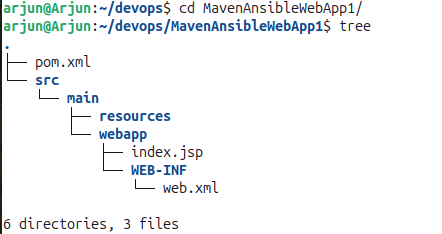 arjun@Arjun:~/devops$ cd MavenAnsibleWebApp1/
arjun@Arjun:~/devops/MavenAnsibleWebApp1$ tree
.
├── pom.xml
└── src
    └── main
        ├── resources
        └── webapp
            ├── index.jsp
            └── WEB-INF
                └── web.xml

6 directories, 3 files